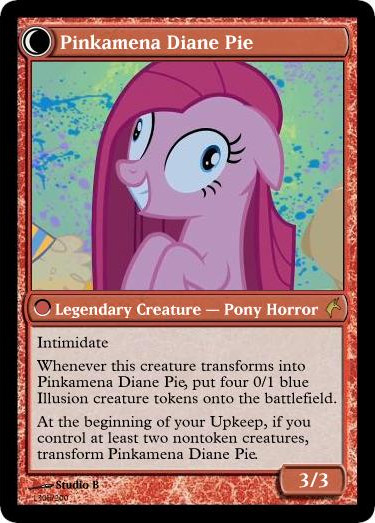 Pinkamena Diane Pie
Legendary Creature — Pony Horror
Intimidate
Whenever this creature transforms into
Pinkamena Diane Pie, put four 0/1 blue
Illusion creature tokens onto the battlefield.
At the beginning of your Upkeep, if you
control at least two nontoken creatures,
transform Pinkamena Diane Pie.
3/3
Studio B